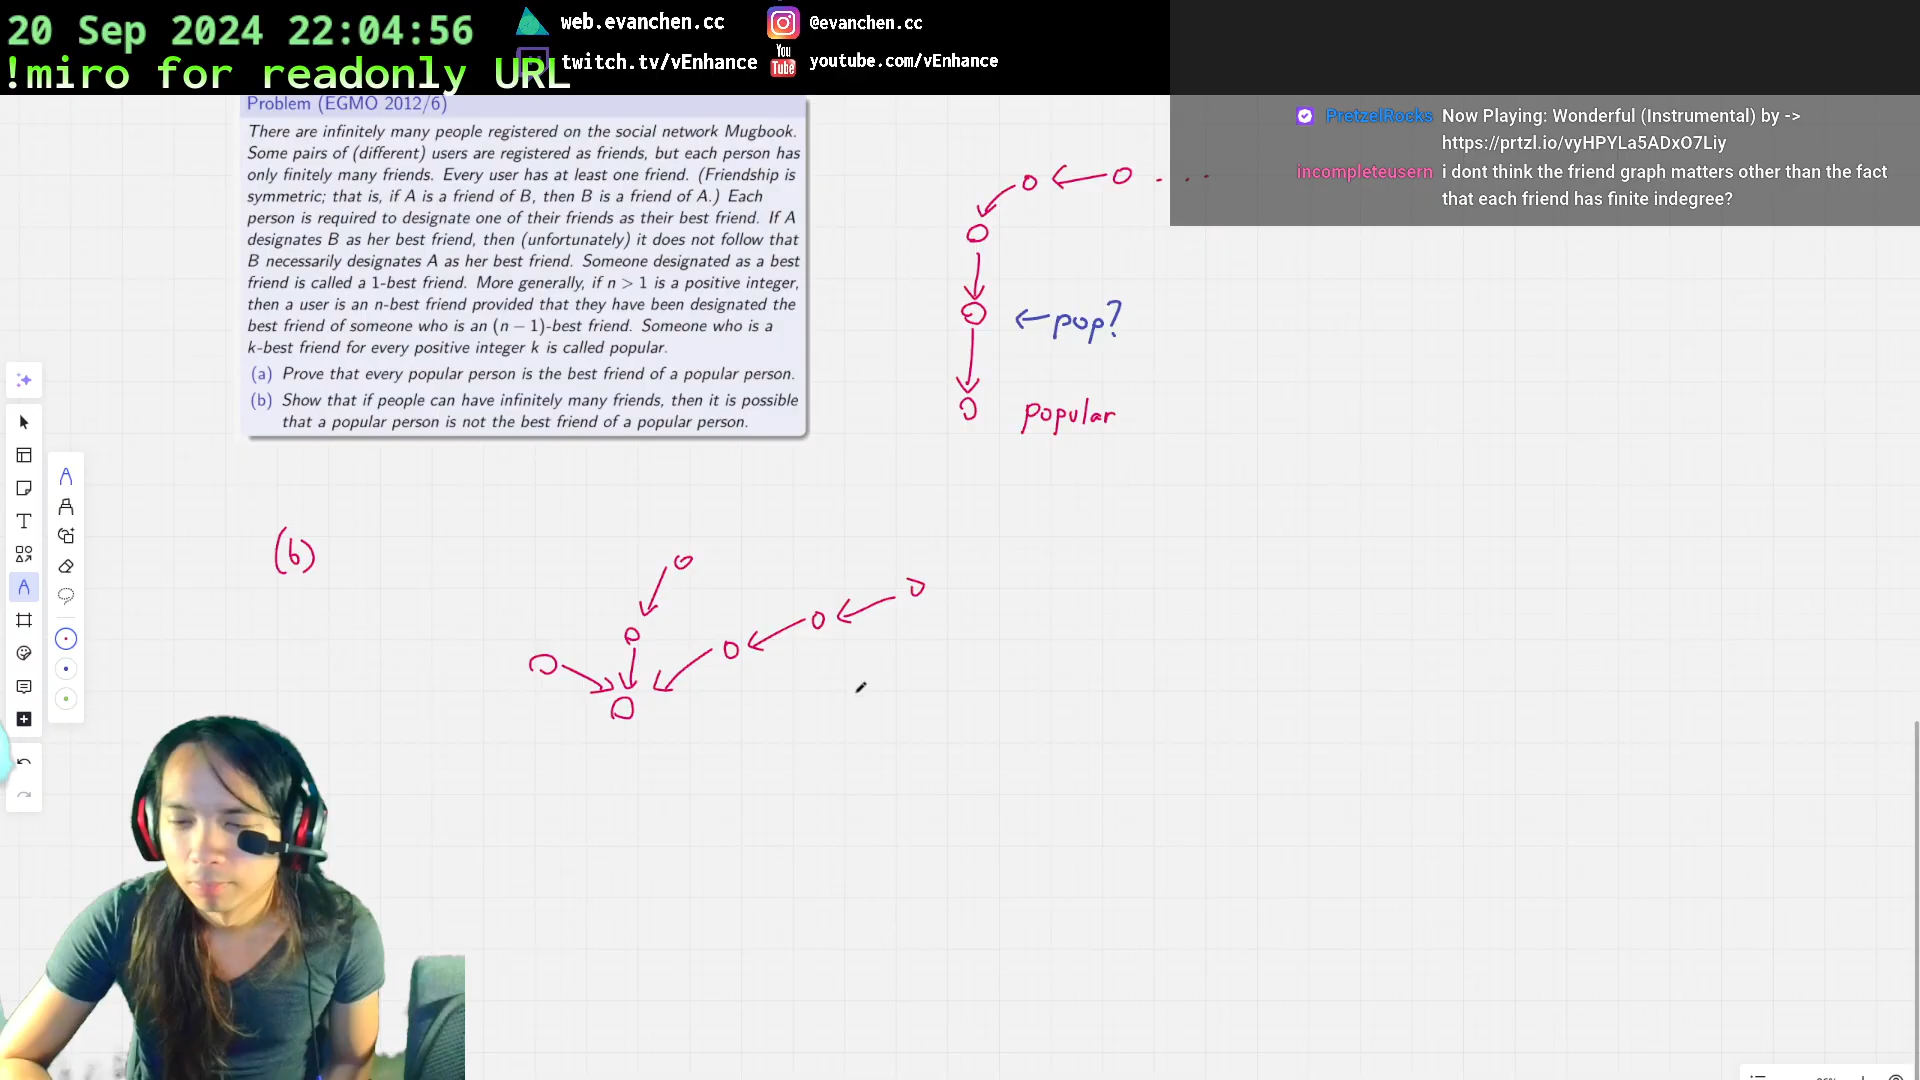 20 Sep 2024 22:04:56
!miro for readonly URL
web.evanchen.cc
@evanchen.cc
twitch.tv/vEnhance
You
Tube
youtube.com/vEnhance
PretzelRocks Now Playing: Wonderful (Instrumental) by ->
https://prtzl.io/vyHPYLa5ADxO7Liy
incompleteusern i dont think the friend graph matters other than the fact
that each friend has finite indegree?
Problem (EGMO 2012/6)
There are infinitely many people registered on the social network Mugbook.
Some pairs of (different) users are registered as friends, but each person has
only finitely many friends. Every user has at least one friend. (Friendship is
symmetric; that is, if A is a friend of B, then B is a friend of A.) Each
person is required to designate one of their friends as their best friend. If A
designates B as her best friend, then (unfortunately) it does not follow that
B necessarily designates A as her best friend. Someone designated as a best
friend is called a 1-best friend. More generally, if n > 1 is a positive integer,
then a user is an n-best friend provided that they have been designated the
best friend of someone who is an (n − 1)-best friend. Someone who is a
k-best friend for every positive integer k is called popular.
(a) Prove that every popular person is the best friend of a popular person.
(b) Show that if people can have infinitely many friends, then it is possible
that a popular person is not the best friend of a popular person.
←pop?
popular
(b)